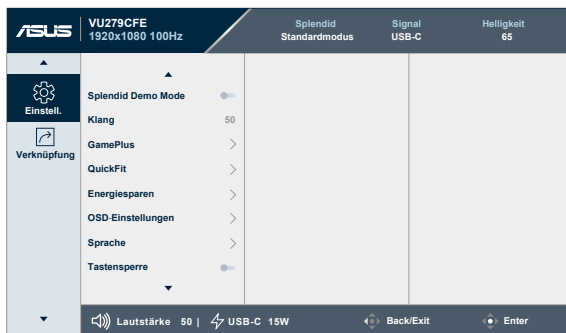 ASUS
VU279CFE
1920x1080 100Hz
Splendid
Standardmodus
Signal
USB-C
Helligkeit
65
Einstell.
Verknüpfung
Splendid Demo Mode
Klang 50
GamePlus
QuickFit
Energiesparen
OSD-Einstellungen
Sprache
Tastensperre
Lautstärke 50 | USB-C 15W
Back/Exit
Enter